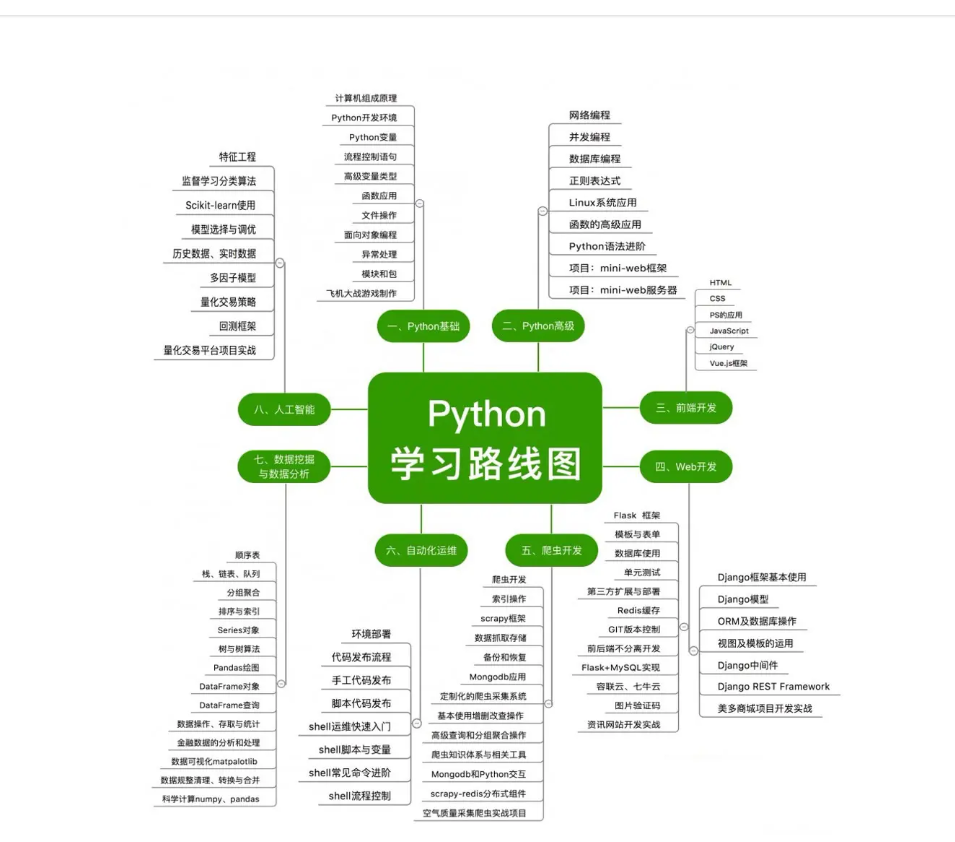 Python
学习路线图
一、Python基础
计算机组成原理
Python开发环境
Python变量
流程控制语句
高级变量类型
函数应用
文件操作
面向对象编程
异常处理
模块和包
飞机大战游戏制作
二、Python高级
网络编程
并发编程
数据库编程
正则表达式
Linux系统应用
函数的高级应用
Python语法进阶
项目：mini-web框架
项目：mini-web服务器
三、前端开发
HTML
CSS
PS的应用
JavaScript
jQuery
Vue.js框架
四、Web开发
Flask 框架
模板与表单
数据库使用
单元测试
第三方扩展与部署
Redis缓存
GIT版本控制
前后端不分离开发
Flask+MySQL实现
容联云、七牛云
图片验证码
资讯网站开发实战
Django框架基本使用
Django模型
ORM及数据库操作
视图及模板的运用
Django中间件
Django REST Framework
美多商城项目开发实战
五、爬虫开发
爬虫开发
索引操作
scrapy框架
数据抓取存储
备份和恢复
Mongodb应用
定制化的爬虫采集系统
基本使用增删改查操作
高级查询和分组聚合操作
爬虫知识体系与相关工具
Mongodb和Python交互
scrapy-redis分布式组件
空气质量采集爬虫实战项目
六、自动化运维
环境部署
代码发布流程
手工代码发布
脚本代码发布
shell运维快速入门
shell脚本与变量
shell常见命令进阶
shell流程控制
七、数据挖掘
与数据分析
顺序表
栈、链表、队列
分组聚合
排序与索引
Series对象
树与树算法
Pandas绘图
DataFrame对象
DataFrame查询
数据操作、存取与统计
金融数据的分析和处理
数据可视化matpalotlib
数据规整清理、转换与合并
科学计算numpy、pandas
八、人工智能
特征工程
监督学习分类算法
Scikit-learn使用
模型选择与调优
历史数据、实时数据
多因子模型
量化交易策略
回测框架
量化交易平台项目实战